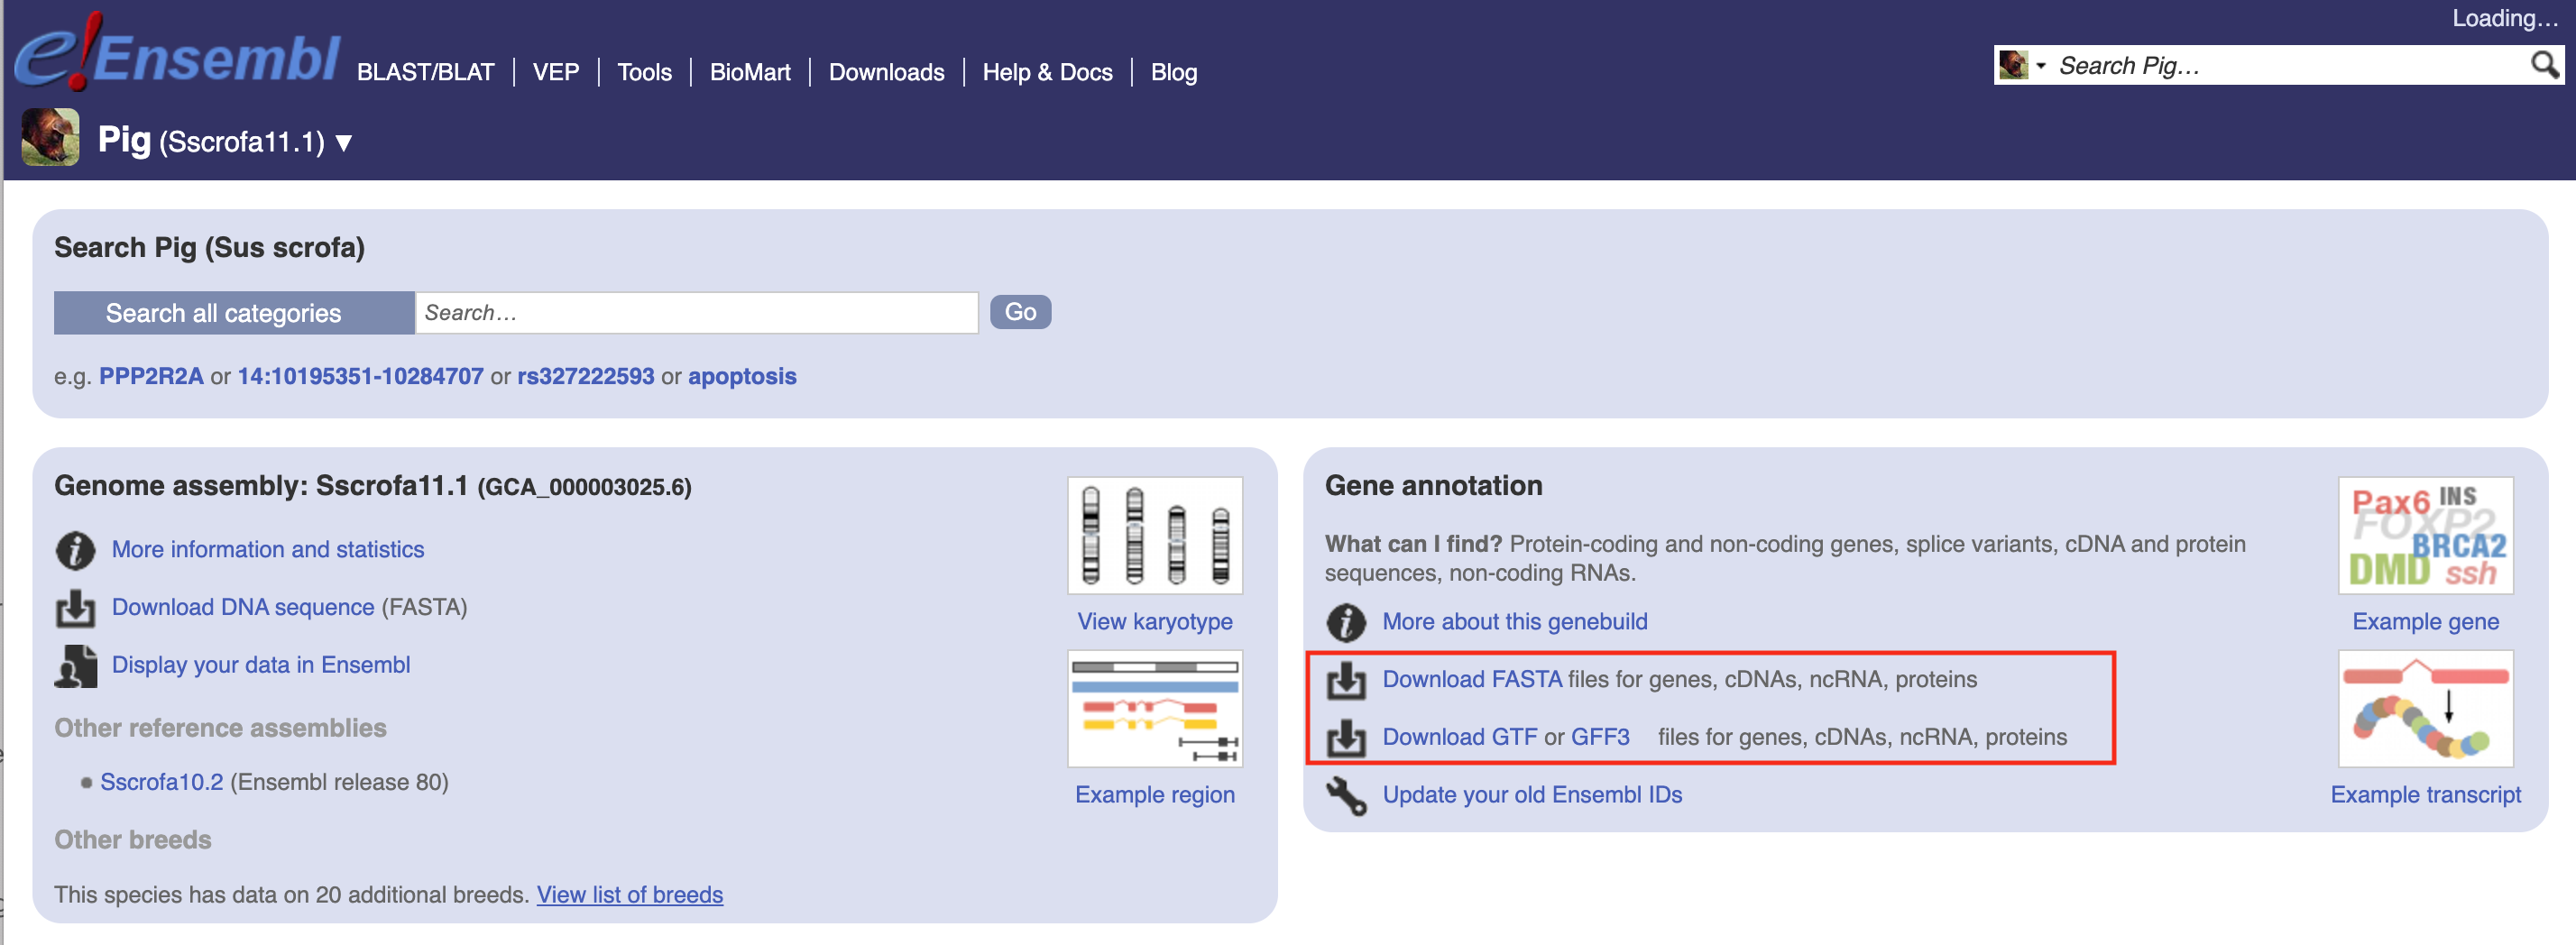 Loading…
e!Ensembl
BLAST/BLAT | VEP | Tools | BioMart | Downloads | Help & Docs | Blog
Search Pig…
Pig (Sscrofa11.1) ▼
Search Pig (Sus scrofa)
Search all categories
Search…
Go
e.g. PPP2R2A or 14:10195351-10284707 or rs327222593 or apoptosis
Genome assembly: Sscrofa11.1 (GCA_000003025.6)
More information and statistics
Download DNA sequence (FASTA)
Display your data in Ensembl
Other reference assemblies
Sscrofa10.2 (Ensembl release 80)
Other breeds
This species has data on 20 additional breeds. View list of breeds
View karyotype
Example region
Gene annotation
What can I find? Protein-coding and non-coding genes, splice variants, cDNA and protein
sequences, non-coding RNAs.
More about this genebuild
Download FASTA files for genes, cDNAs, ncRNA, proteins
Download GTF or GFF3 files for genes, cDNAs, ncRNA, proteins
Update your old Ensembl IDs
Pax6 INS
FOXP2
BRCA2
DMD ssh
Example gene
Example transcript